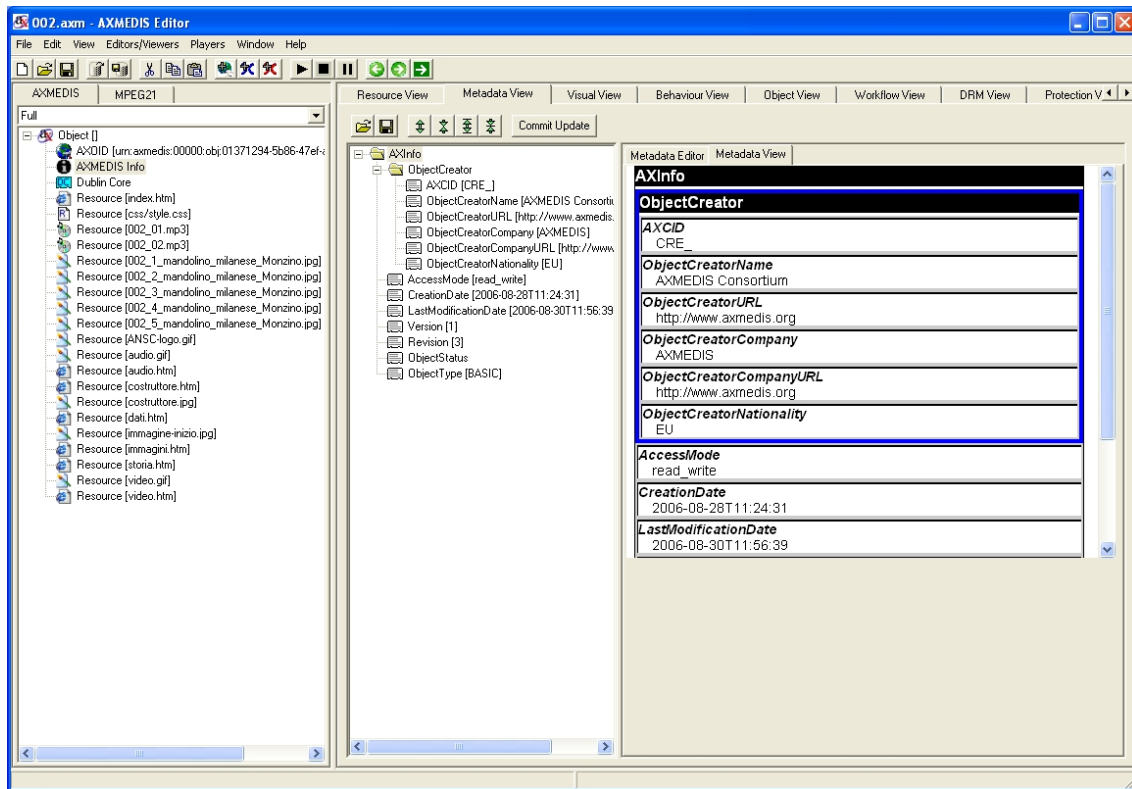 002.axm - AXMEDIS Editor
File Edit View Editors/Viewers Players Window Help
AXMEDIS MPEG21
Full
Object []
AXOID [urn:axmedis:00000:obj:01371294-5b86-47ef-
AXMEDIS Info
Dublin Core
Resource [index.htm]
Resource [css/style.css]
Resource [002_01.mp3]
Resource [002_02.mp3]
Resource [002_1_mandolino_milanese_Monzino.jpg]
Resource [002_2_mandolino_milanese_Monzino.jpg]
Resource [002_3_mandolino_milanese_Monzino.jpg]
Resource [002_4_mandolino_milanese_Monzino.jpg]
Resource [002_5_mandolino_milanese_Monzino.jpg]
Resource [ANSC-logo.gif]
Resource [audio.gif]
Resource [audio.htm]
Resource [costruttore.htm]
Resource [costruttore.jpg]
Resource [dati.htm]
Resource [immagine-inizio.jpg]
Resource [immagini.htm]
Resource [storia.htm]
Resource [video.gif]
Resource [video.htm]
Resource View Metadata View Visual View Behaviour View Object View Workflow View DRM View Protection V
Commit Update
AXInfo
ObjectCreator
AXCID [CRE_]
ObjectCreatorName [AXMEDIS Consortiu
ObjectCreatorURL [http://www.axmedis.
ObjectCreatorCompany [AXMEDIS]
ObjectCreatorCompanyURL [http://www
ObjectCreatorNationality [EU]
AccessMode [read_write]
CreationDate [2006-08-28T11:24:31]
LastModificationDate [2006-08-30T11:56:39
Version [1]
Revision [3]
ObjectStatus
ObjectType [BASIC]
Metadata Editor Metadata View
AXInfo
ObjectCreator
AXCID
CRE_
ObjectCreatorName
AXMEDIS Consortium
ObjectCreatorURL
http://www.axmedis.org
ObjectCreatorCompany
AXMEDIS
ObjectCreatorCompanyURL
http://www.axmedis.org
ObjectCreatorNationality
EU
AccessMode
read_write
CreationDate
2006-08-28T11:24:31
LastModificationDate
2006-08-30T11:56:39